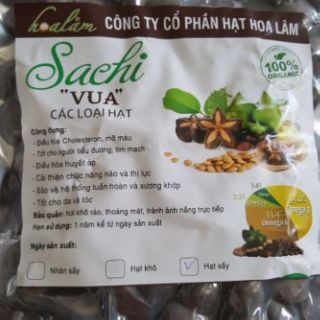 hoalâm CÔNG TY CỔ PHẦN HẠT HOA LÂM
Sachi
"VUA"
CÁC LOẠI HẠT
100%
ORGANIC
Công dụng:
- Điều hòa Cholesteron, mỡ máu
- Tốt cho người tiểu đường, tim mạch
Điều hòa huyết áp
- Cải thiện chức năng não và thị lực
- Bảo vệ hệ thống tuần hoàn và xương khớp
- Tốt cho da và tóc
Bảo quản: Nơi khô ráo, thoáng mát, tránh ánh nắng trực tiếp
Hạn sử dụng: 1 năm kể từ ngày sản xuất
Ngày sản xuất:
Nhân sấy
Hạt khô
Hạt sấy
Omega 6
Omega 3